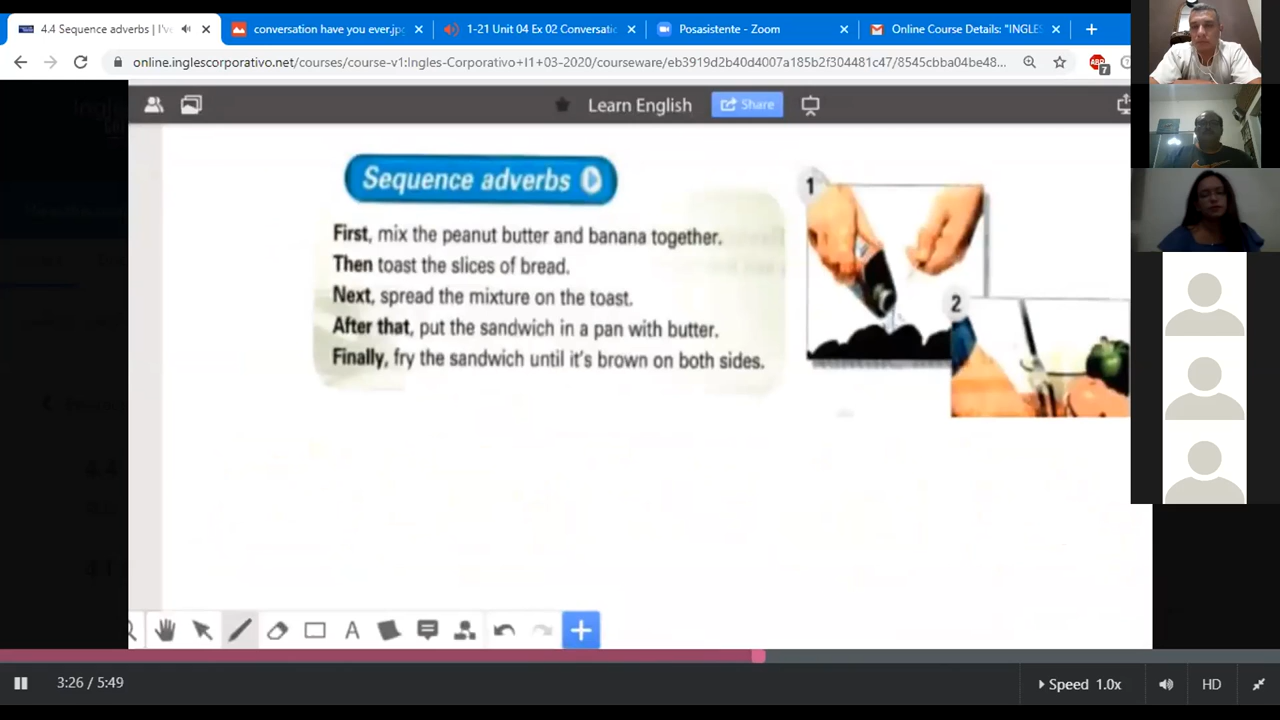 4.4 Sequence adverbs | I've
conversation have you ever.jpg
1-21 Unit 04 Ex 02 Conversatio
Posasistente - Zoom
Online Course Details: "INGLES
online.inglescorporativo.net/courses/course-v1:Ingles-Corporativo+I1+03-2020/courseware/eb3919d2b40d4007a185b2f304481c47/8545cbba04be48...
ABP
7
Learn English
Share
Sequence adverbs
First, mix the peanut butter and banana together.
Then toast the slices of bread.
Next, spread the mixture on the toast.
After that, put the sandwich in a pan with butter.
Finally, fry the sandwich until it's brown on both sides.
1
2
A
3:26 / 5:49
Speed 1.0x
HD